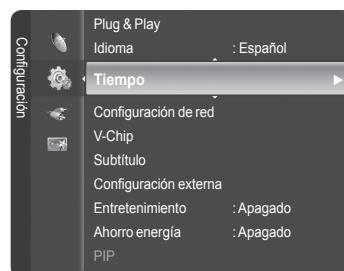 Configuración
Plug & Play
Idioma : Español
Tiempo
Configuración de red
V-Chip
Subtítulo
Configuración externa
Entretenimiento : Apagado
Ahorro energía : Apagado
PIP